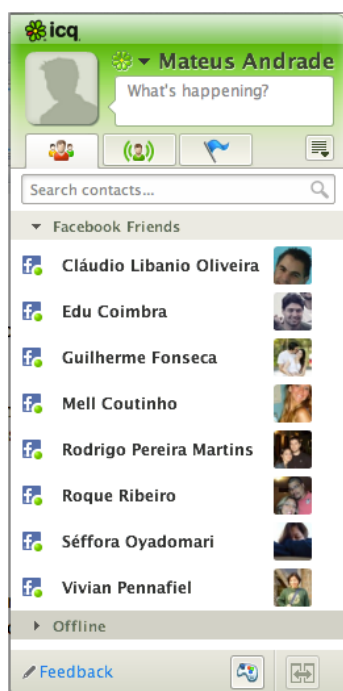 icq
Mateus Andrade
What's happening?
Search contacts...
Facebook Friends
Cláudio Libanio Oliveira
Edu Coimbra
Guilherme Fonseca
Mell Coutinho
Rodrigo Pereira Martins
Roque Ribeiro
Séffora Oyadomari
Vivian Pennafiel
Offline
Feedback